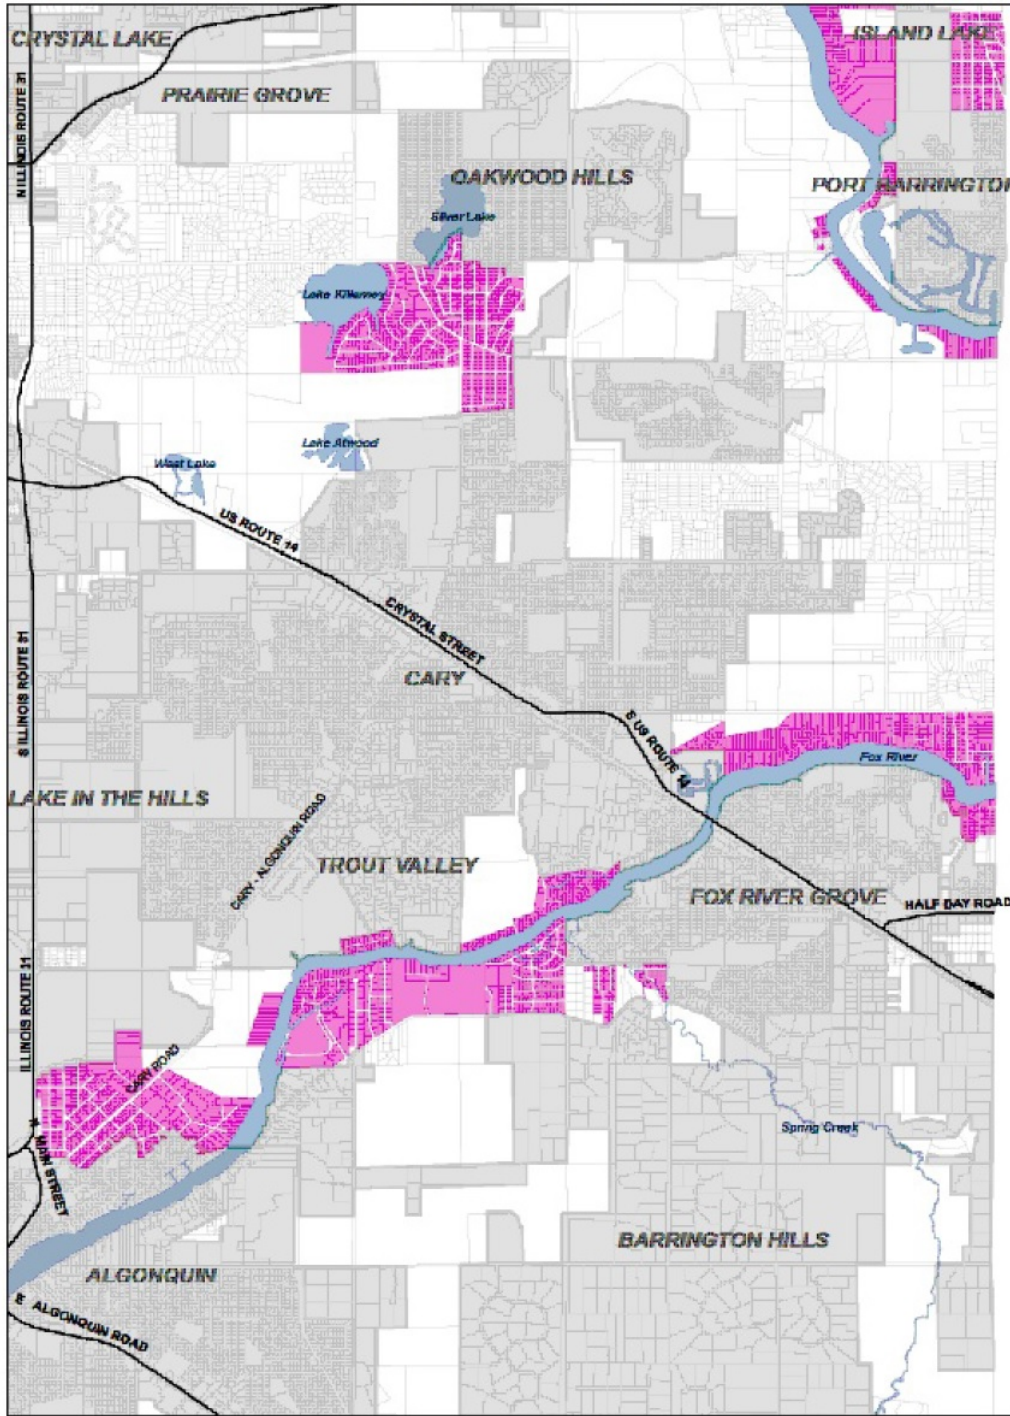 CRYSTAL LAKE
ISLAND LAKE
PRAIRIE GROVE
N ILLINOIS ROUTE 31
OAKWOOD HILLS
PORT BARRINGTON
Silver Lake
Lake Killarney
Lake Atwood
West Lake
US ROUTE 14
CRYSTAL STREET
S ILLINOIS ROUTE 31
CARY
S US ROUTE 14
Fox River
LAKE IN THE HILLS
CARY - ALGONQUIN ROAD
TROUT VALLEY
FOX RIVER GROVE
HALF DAY ROAD
ILLINOIS ROUTE 31
CARY ROAD
Spring Creek
N MAIN STREET
BARRINGTON HILLS
ALGONQUIN
E ALGONQUIN ROAD